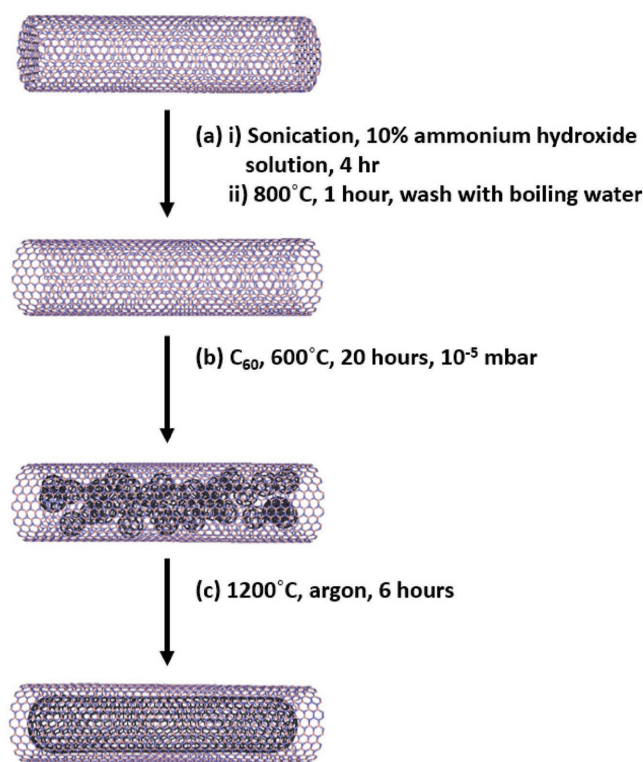 (a) i) Sonication, 10% ammonium hydroxide
solution, 4 hr
ii) 800˚C, 1 hour, wash with boiling water
(b) C₆₀, 600˚C, 20 hours, 10⁻⁵ mbar
(c) 1200˚C, argon, 6 hours